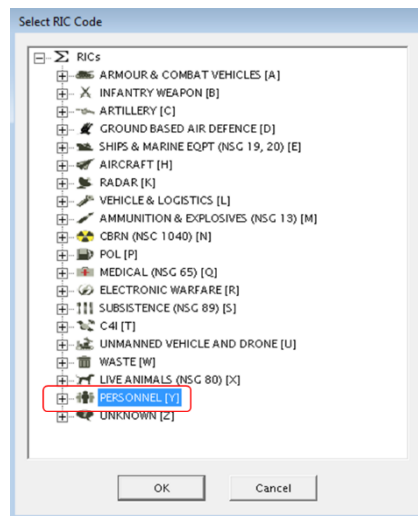 Select RIC Code
RICs
ARMOUR & COMBAT VEHICLES [A]
INFANTRY WEAPON [B]
ARTILLERY [C]
GROUND BASED AIR DEFENCE [D]
SHIPS & MARINE EQPT (NSG 19, 20) [E]
AIRCRAFT [H]
RADAR [K]
VEHICLE & LOGISTICS [L]
AMMUNITION & EXPLOSIVES (NSG 13) [M]
CBRN (NSC 1040) [N]
POL [P]
MEDICAL (NSG 65) [Q]
ELECTRONIC WARFARE [R]
SUBSISTENCE (NSG 89) [S]
C4I [T]
UNMANNED VEHICLE AND DRONE [U]
WASTE [W]
LIVE ANIMALS (NSG 80) [X]
PERSONNEL [Y]
UNKNOWN [Z]
OK Cancel